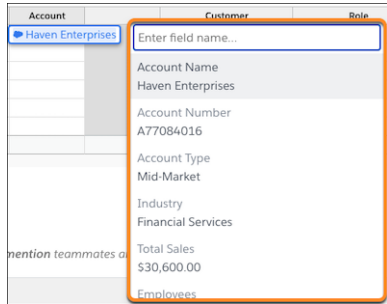 Account Customer Role
Haven Enterprises
Enter field name...
Account Name
Haven Enterprises
Account Number
A77084016
Account Type
Mid-Market
Industry
Financial Services
mention teammates a
Total Sales
$30,600.00
Employees